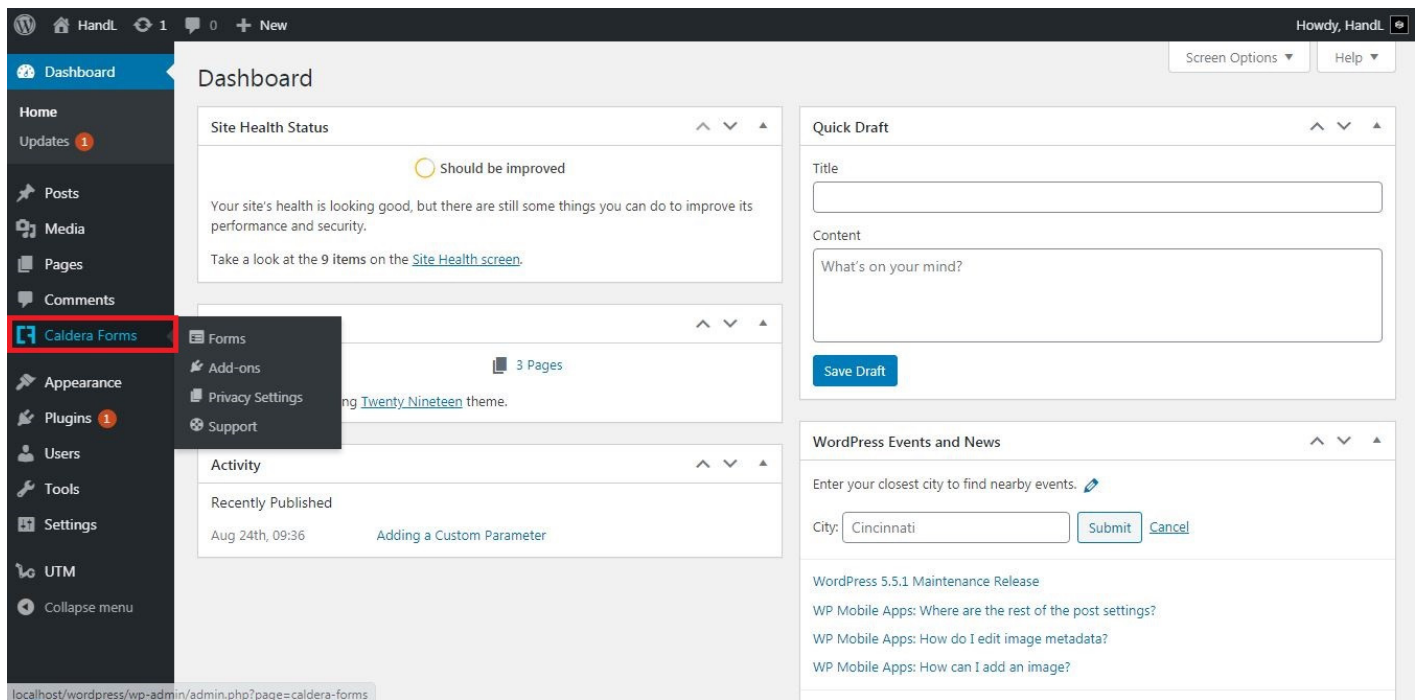 HandL 1 0 New
Howdy, HandL
Dashboard
Home
Updates 1
Posts
Media
Pages
Comments
Caldera Forms
Forms
Add-ons
Privacy Settings
Support
Appearance
Plugins 1
Users
Tools
Settings
UTM
Collapse menu
Screen Options
Help
Dashboard
Site Health Status
Should be improved
Your site's health is looking good, but there are still some things you can do to improve its
performance and security.
Take a look at the 9 items on the Site Health screen.
3 Pages
ng Twenty Nineteen theme.
Activity
Recently Published
Aug 24th, 09:36 Adding a Custom Parameter
Quick Draft
Title
Content
What's on your mind?
Save Draft
WordPress Events and News
Enter your closest city to find nearby events.
City: Cincinnati Submit Cancel
WordPress 5.5.1 Maintenance Release
WP Mobile Apps: Where are the rest of the post settings?
WP Mobile Apps: How do I edit image metadata?
WP Mobile Apps: How can I add an image?
localhost/wordpress/wp-admin/admin.php?page=caldera-forms